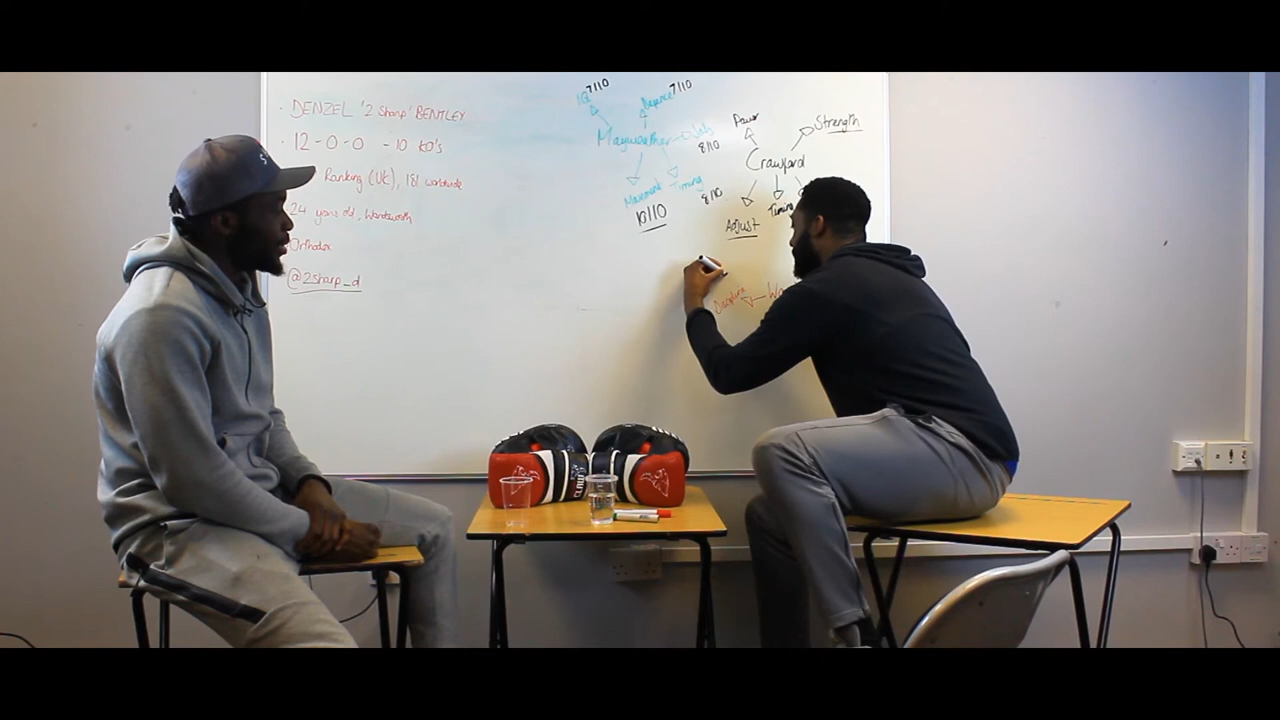 DENZEL '2 Sharp' BENTLEY
12-0-0 - 10 KO's
Ranking (UK), 181 worldwide
24 years old, Wandsworth
Orthodox
@2sharp_d
IQ 7/10
Defence 7/10
Mayweather
Jab
8/10
Movement
10/10
Timing
8/10
Power
Strength
Crawford
Adjust
Timing
Discipline